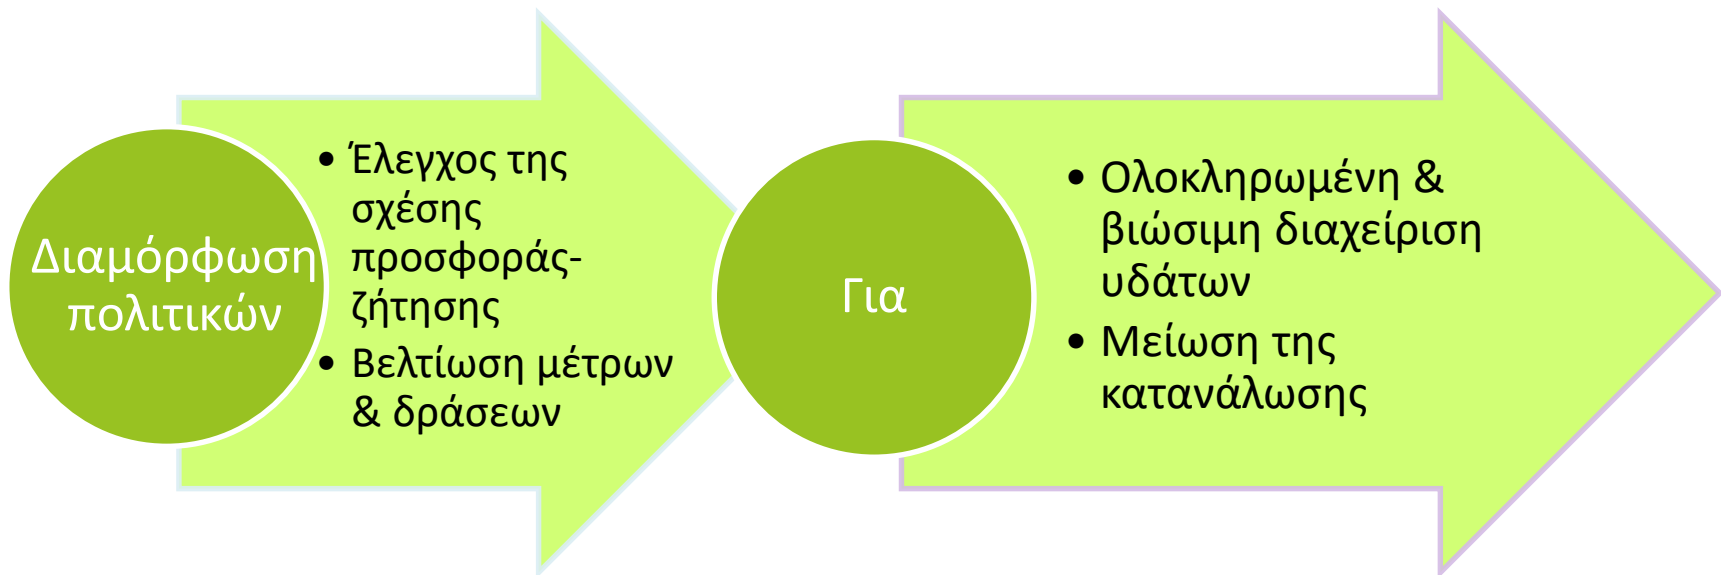 Διαμόρφωση
πολιτικών
• Έλεγχος της
σχέσης
προσφοράς-
ζήτησης
• Βελτίωση μέτρων
& δράσεων
Για
• Ολοκληρωμένη &
βιώσιμη διαχείριση
υδάτων
• Μείωση της
κατανάλωσης